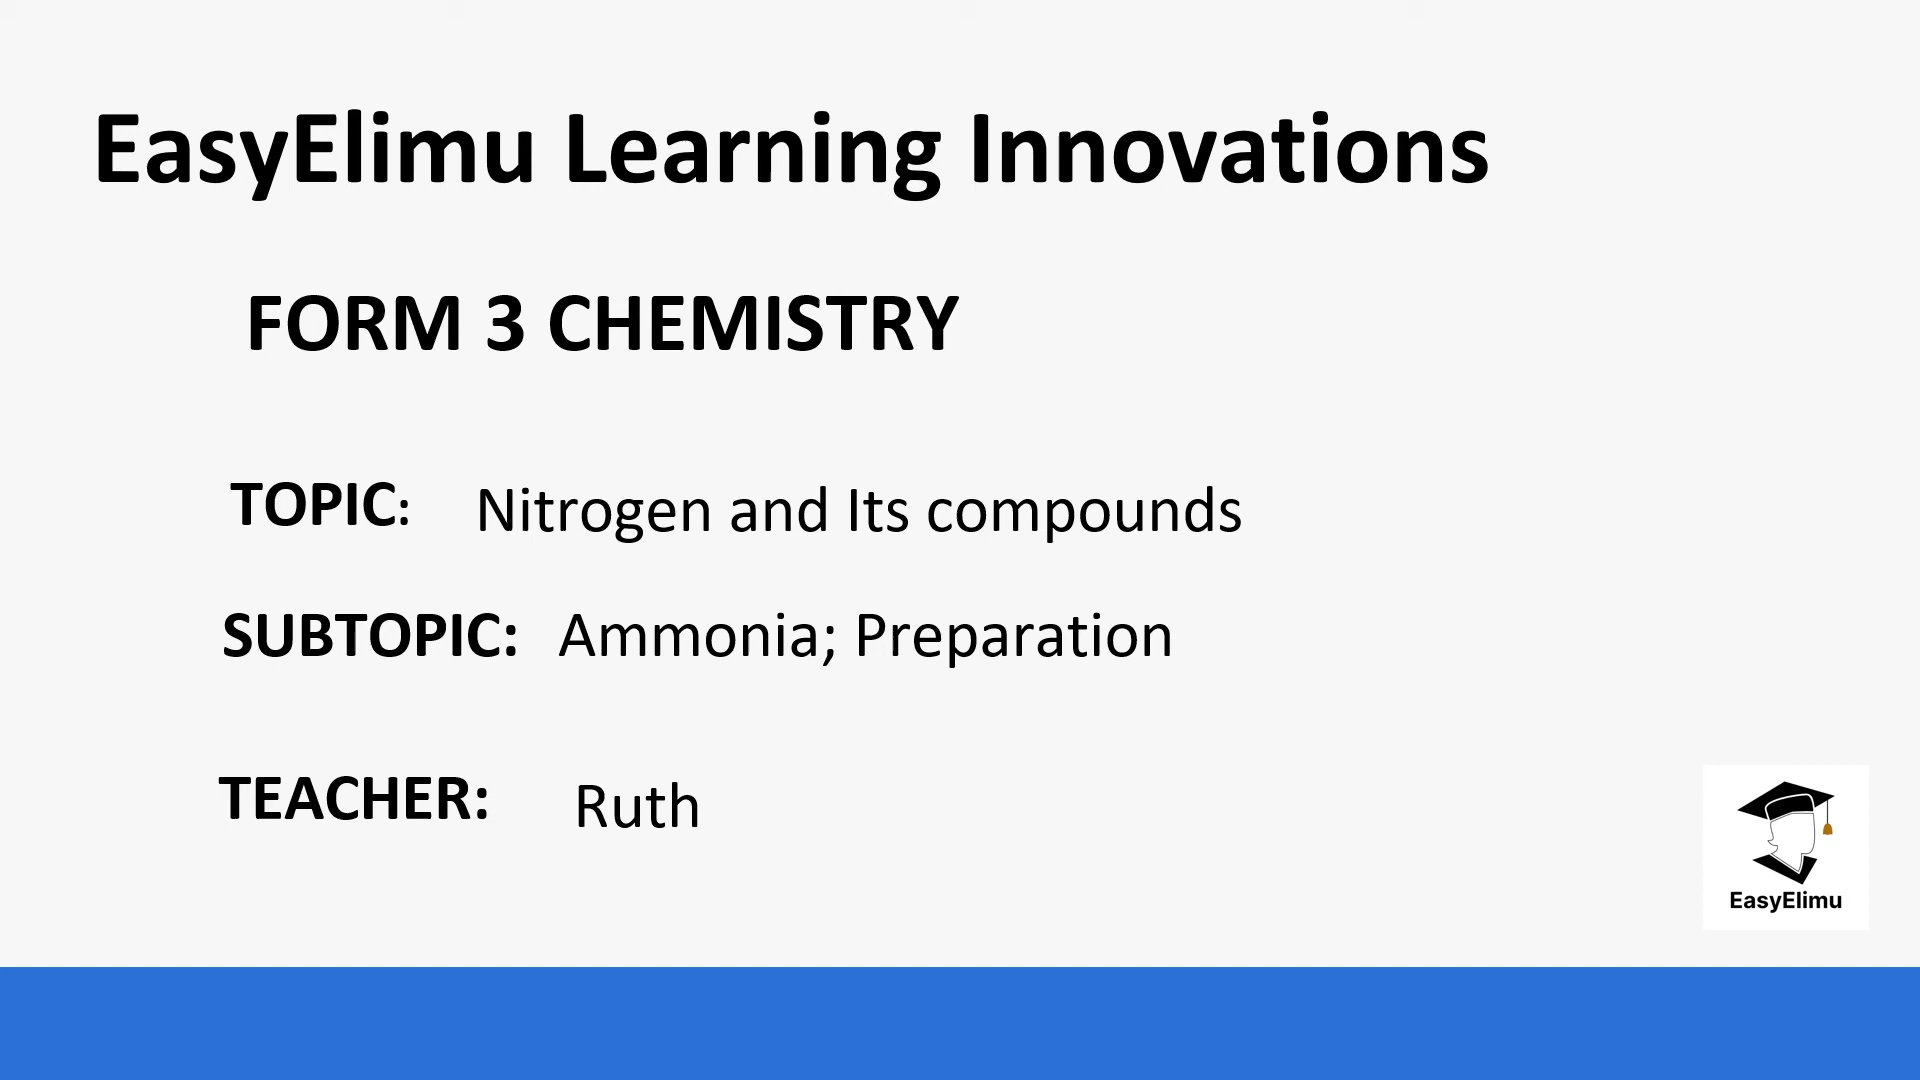 EasyElimu Learning Innovations
FORM 3 CHEMISTRY
TOPIC: Nitrogen and Its compounds
SUBTOPIC: Ammonia; Preparation
TEACHER: Ruth
EasyElimu